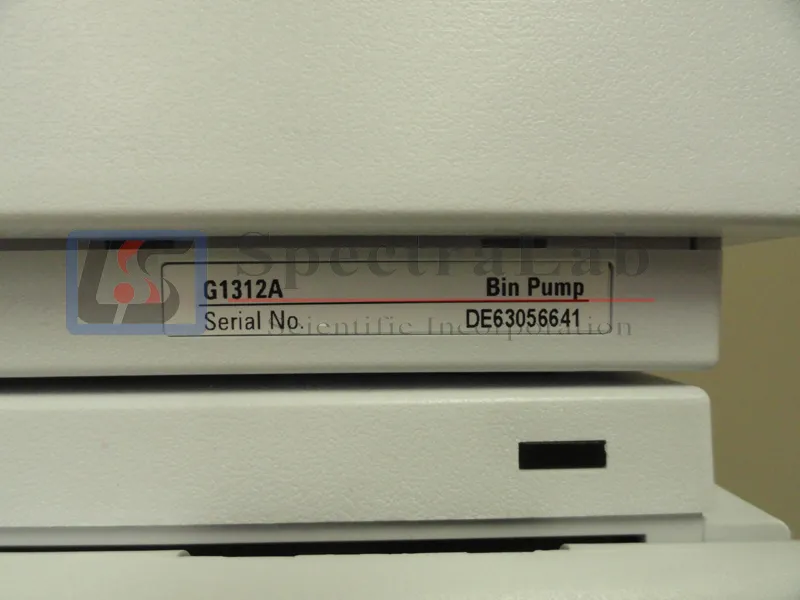 SpectraLab
G1312A Bin Pump
Serial No. DE63056641
Scientific Incorporation